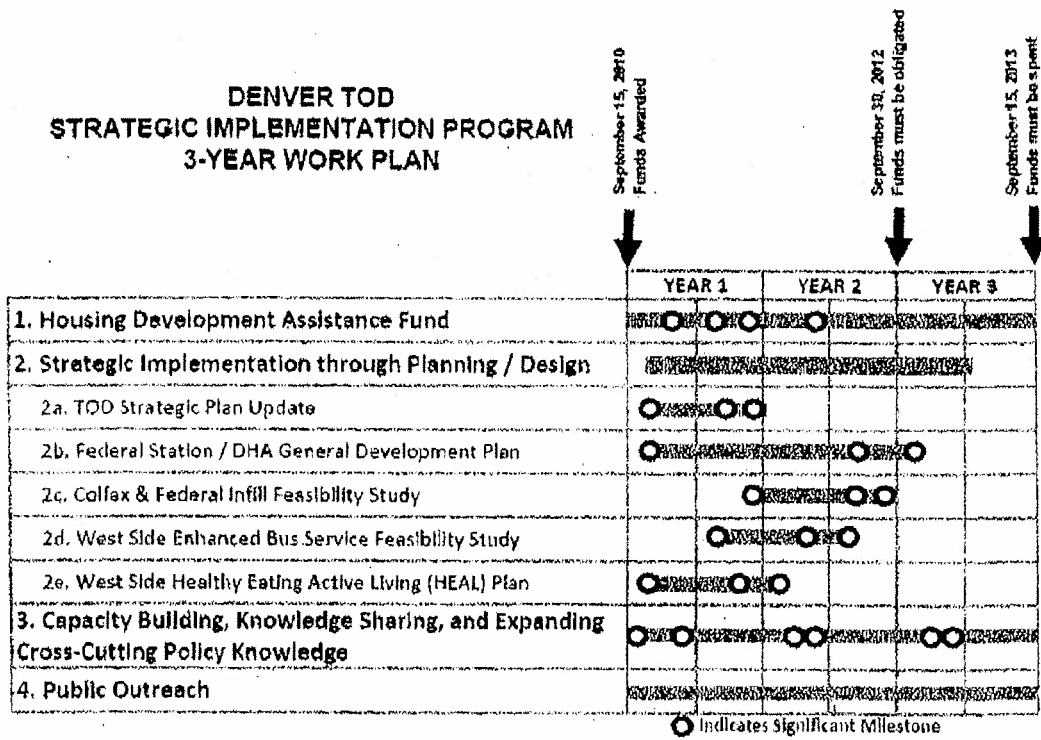 DENVER TOD
STRATEGIC IMPLEMENTATION PROGRAM
3-YEAR WORK PLAN
September 15, 2010
Funds Awarded
September 30, 2012
Funds must be obligated
September 15, 2013
Funds must be spent
YEAR 1
YEAR 2
YEAR 3
1. Housing Development Assistance Fund
2. Strategic Implementation through Planning / Design
2a. TOD Strategic Plan Update
2b. Federal Station / DHA General Development Plan
2c. Colfax & Federal Infill Feasibility Study
2d. West Side Enhanced Bus Service Feasibility Study
2e. West Side Healthy Eating Active Living (HEAL) Plan
3. Capacity Building, Knowledge Sharing, and Expanding
Cross-Cutting Policy Knowledge
4. Public Outreach
Indicates Significant Milestone